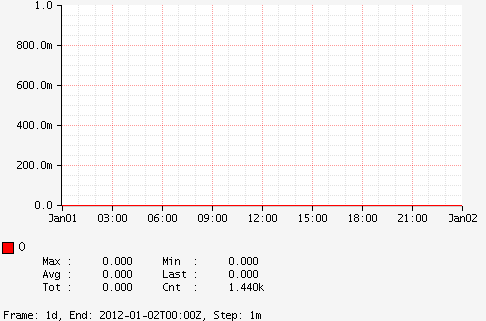 1.0
800.0m
600.0m
400.0m
200.0m
0.0
Jan01 03:00 06:00 09:00 12:00 15:00 18:00 21:00 Jan02
0
Max : 0.000 Min : 0.000
Avg : 0.000 Last : 0.000
Tot : 0.000 Cnt : 1.440k
Frame: 1d, End: 2012-01-02T00:00Z, Step: 1m